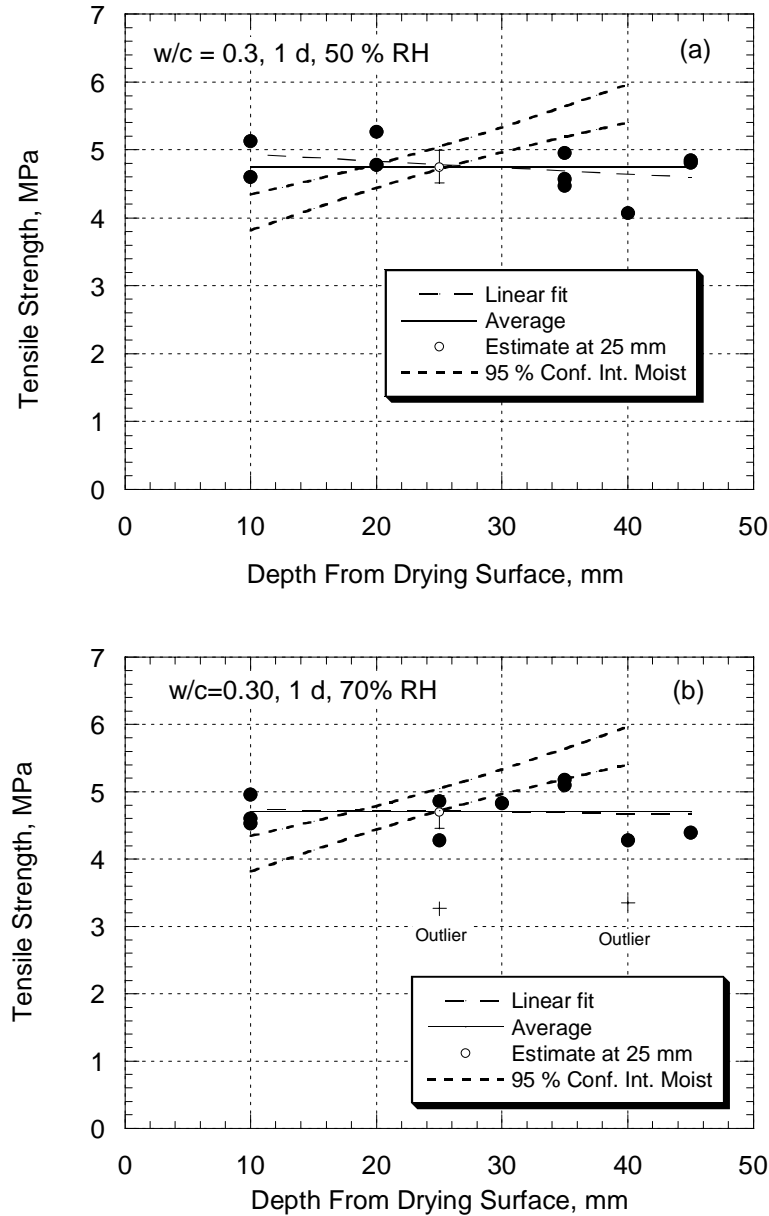 7
w/c = 0.3, 1 d, 50 % RH
(a)
6
5
4
3
2
1
0
Tensile Strength, MPa
Linear fit
Average
Estimate at 25 mm
95 % Conf. Int. Moist
0 10 20 30 40 50
Depth From Drying Surface, mm
7
w/c=0.30, 1 d, 70% RH
(b)
6
5
4
3
2
1
0
Tensile Strength, MPa
Outlier
Outlier
Linear fit
Average
Estimate at 25 mm
95 % Conf. Int. Moist
0 10 20 30 40 50
Depth From Drying Surface, mm